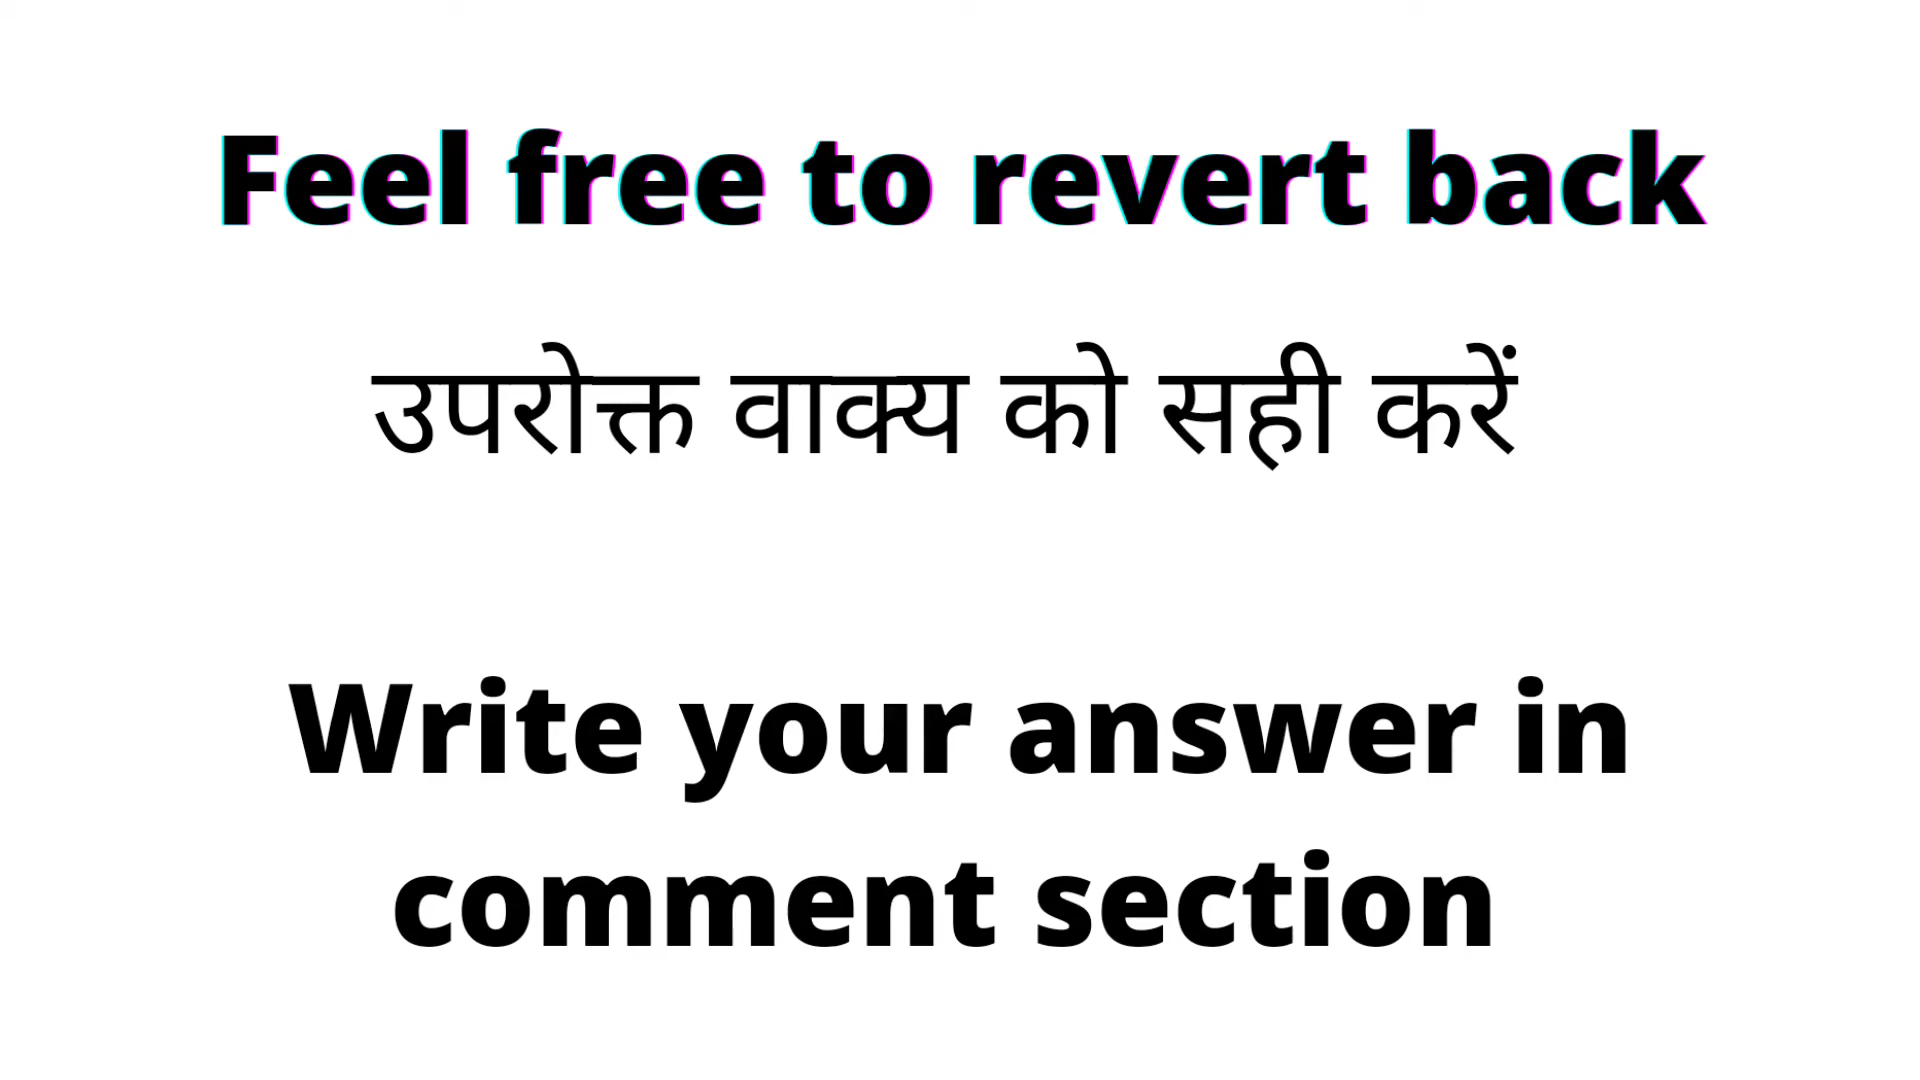 Feel free to revert back
उपरोक्त वाक्य को सही करें
Write your answer in
comment section